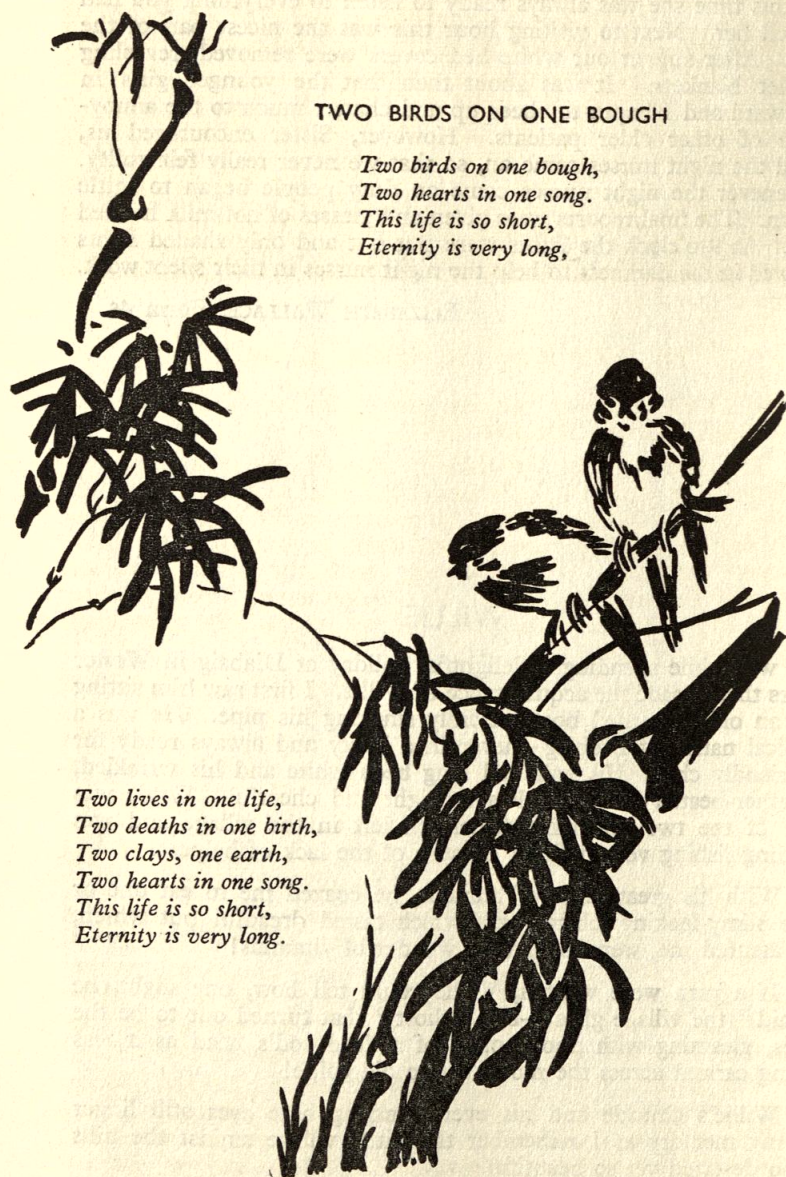 TWO BIRDS ON ONE BOUGH
Two birds on one bough,
Two hearts in one song.
This life is so short,
Eternity is very long,
Two lives in one life,
Two deaths in one birth,
Two clays, one earth,
Two hearts in one song.
This life is so short,
Eternity is very long.